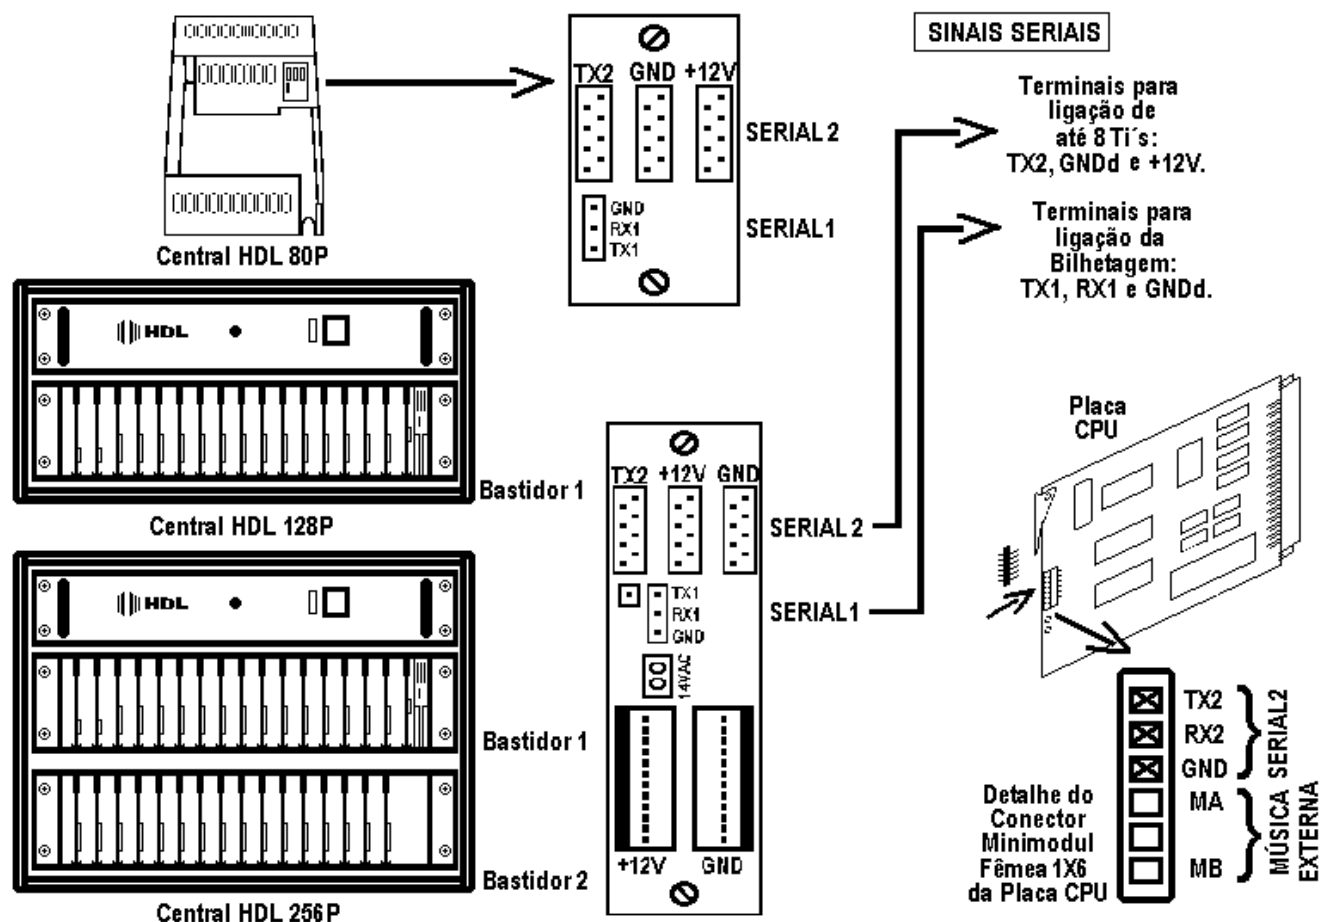 SINAIS SERIAIS
TX2 GND +12V
SERIAL 2
GND
RX1
TX1
SERIAL1
Central HDL 80P
Terminais para
ligação de
até 8 Ti´s:
TX2, GNDd e +12V.
Terminais para
ligação da
Bilhetagem:
TX1, RX1 e GNDd.
HDL
Bastidor 1
Central HDL 128P
HDL
Bastidor 1
Bastidor 2
Central HDL 256P
TX2 +12V GND
SERIAL 2
TX1
RX1
GND
SERIAL1
14VAC
+12V GND
Placa
CPU
TX2
RX2
GND
SERIAL2
MA
MB
MÚSICA
EXTERNA
Detalhe do
Conector
Minimodul
Fêmea 1X6
da Placa CPU